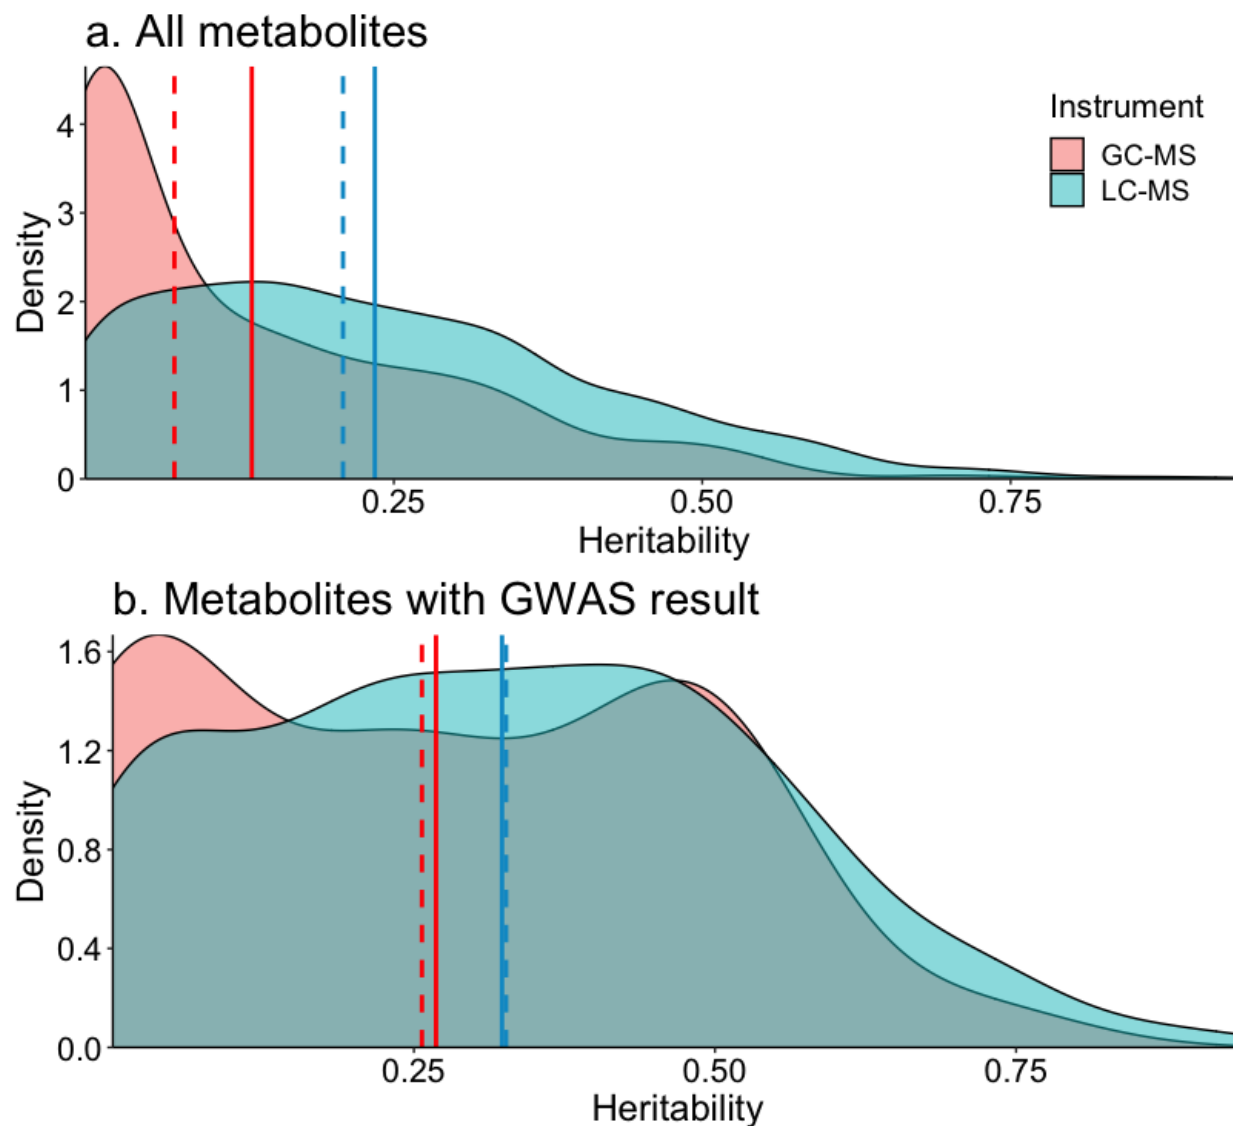 a. All metabolites
Instrument
GC-MS
LC-MS
Density
4
3
2
1
0
0.25 0.50 0.75
Heritability
b. Metabolites with GWAS result
Density
1.6
1.2
0.8
0.4
0.0
0.25 0.50 0.75
Heritability